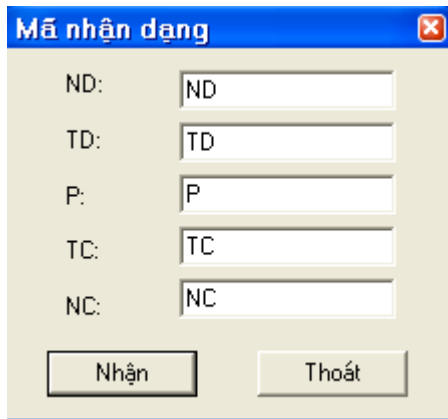 Mã nhận dạng
ND: ND
TD: TD
P: P
TC: TC
NC: NC
Nhận Thoát